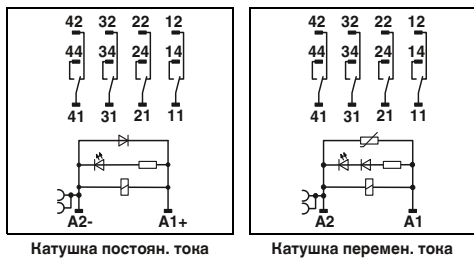 42 32 22 12
44 34 24 14
41 31 21 11
A2- A1+
Катушка постоян. тока
42 32 22 12
44 34 24 14
41 31 21 11
A2 A1
Катушка перемен. тока